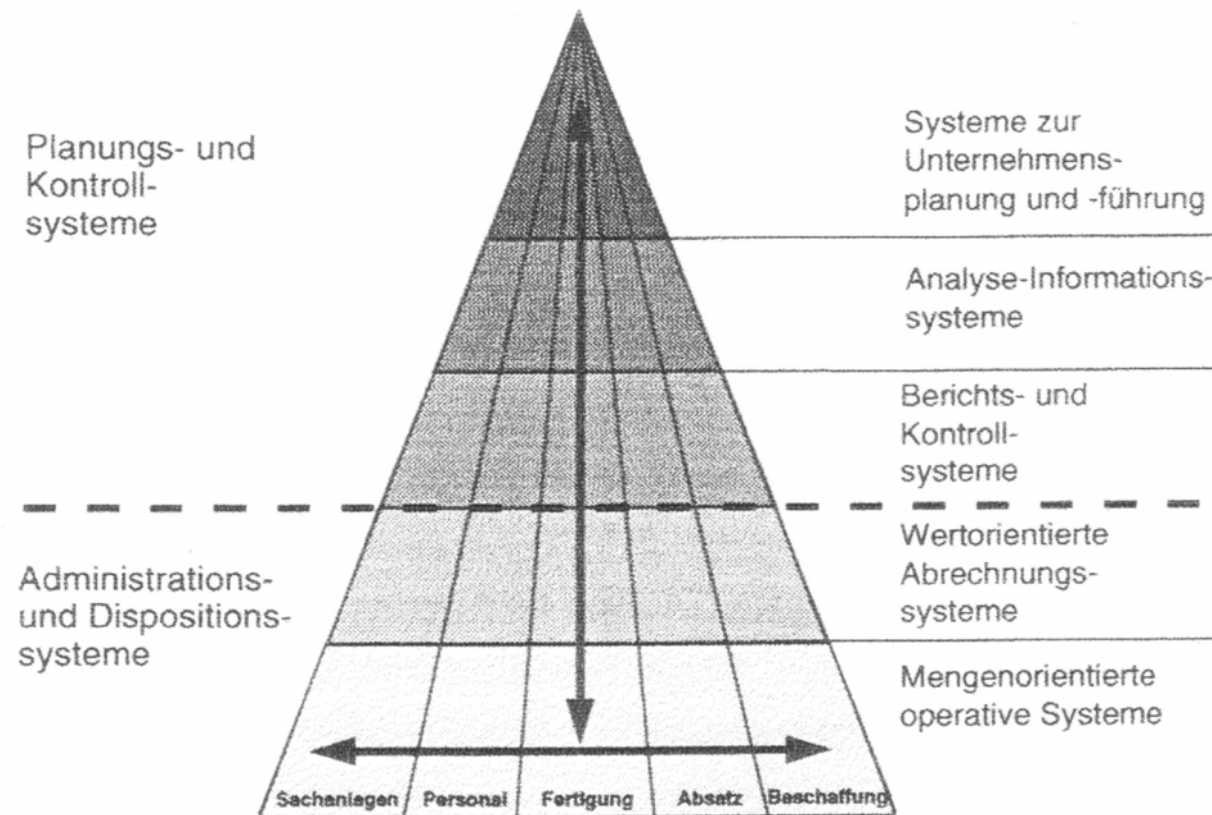 Planungs- und
Kontroll-
systeme
Systeme zur
Unternehmens-
planung und -führung
Analyse-Informations-
systeme
Berichts- und
Kontroll-
systeme
Administrations-
und Dispositions-
systeme
Wertorientierte
Abrechnungs-
systeme
Mengenorientierte
operative Systeme
Sachanlagen Personal Fertigung Absatz Beschaffung